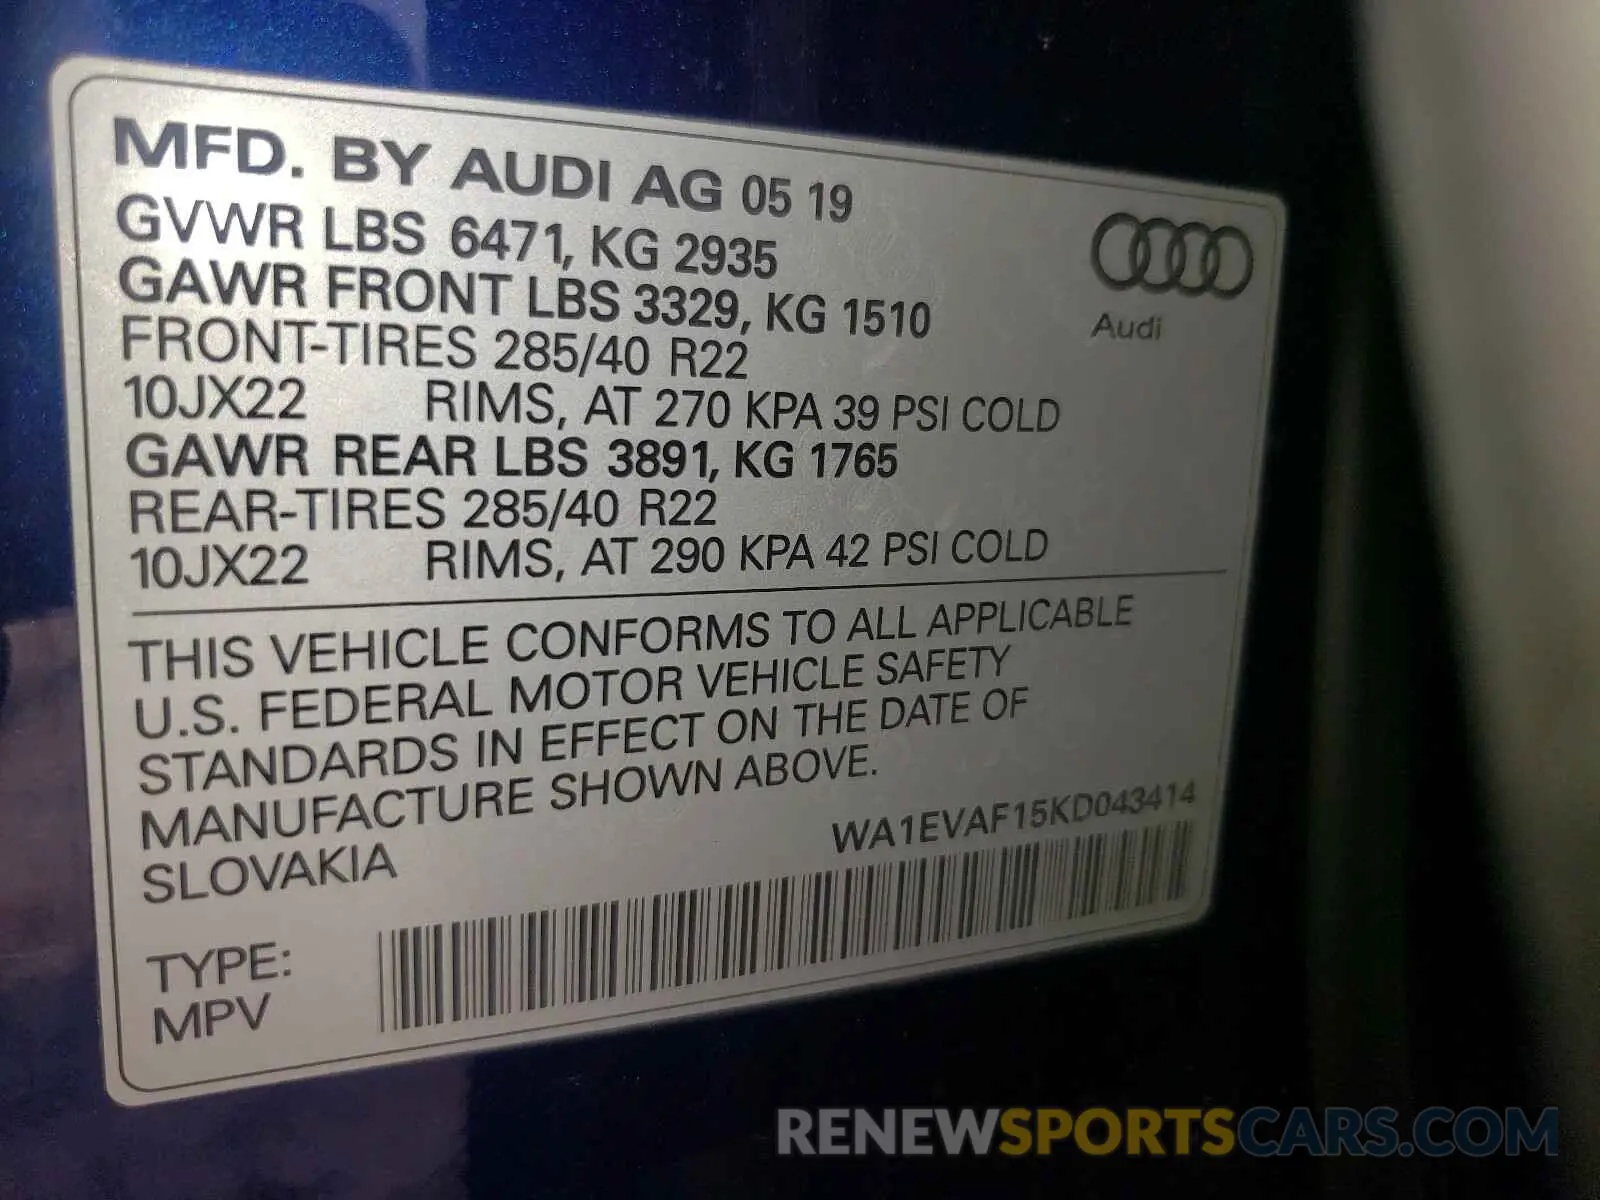 MFD. BY AUDI AG 05 19
GVWR LBS 6471, KG 2935
GAWR FRONT LBS 3329, KG 1510
FRONT-TIRES 285/40 R22
10JX22 RIMS, AT 270 KPA 39 PSI COLD
GAWR REAR LBS 3891, KG 1765
REAR-TIRES 285/40 R22
10JX22 RIMS, AT 290 KPA 42 PSI COLD
Audi
THIS VEHICLE CONFORMS TO ALL APPLICABLE
U.S. FEDERAL MOTOR VEHICLE SAFETY
STANDARDS IN EFFECT ON THE DATE OF
MANUFACTURE SHOWN ABOVE.
SLOVAKIA
WA1EVAF15KD043414
TYPE:
MPV
RENEWSPORTSCARS.COM